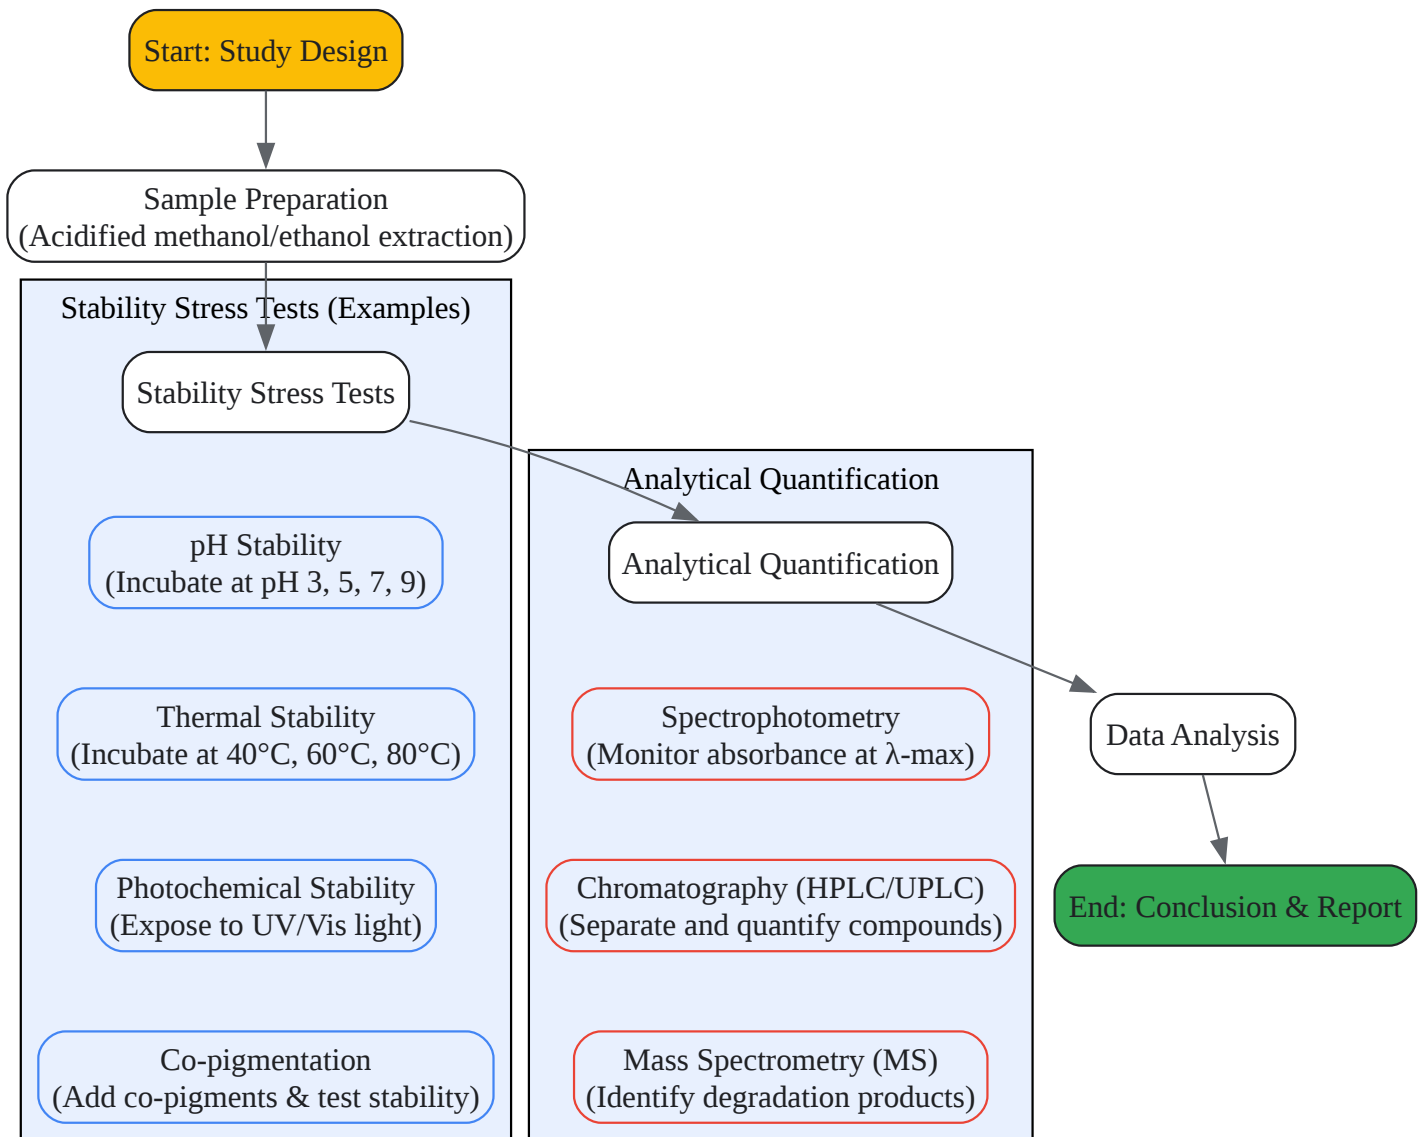 Start: Study Design
Sample Preparation
(Acidified methanol/ethanol extraction)
Stability Stress Tests (Examples)
Stability Stress Tests
pH Stability
(Incubate at pH 3, 5, 7, 9)
Thermal Stability
(Incubate at 40°C, 60°C, 80°C)
Photochemical Stability
(Expose to UV/Vis light)
Co-pigmentation
(Add co-pigments & test stability)
Analytical Quantification
Analytical Quantification
Spectrophotometry
(Monitor absorbance at λ-max)
Chromatography (HPLC/UPLC)
(Separate and quantify compounds)
Mass Spectrometry (MS)
(Identify degradation products)
Data Analysis
End: Conclusion & Report